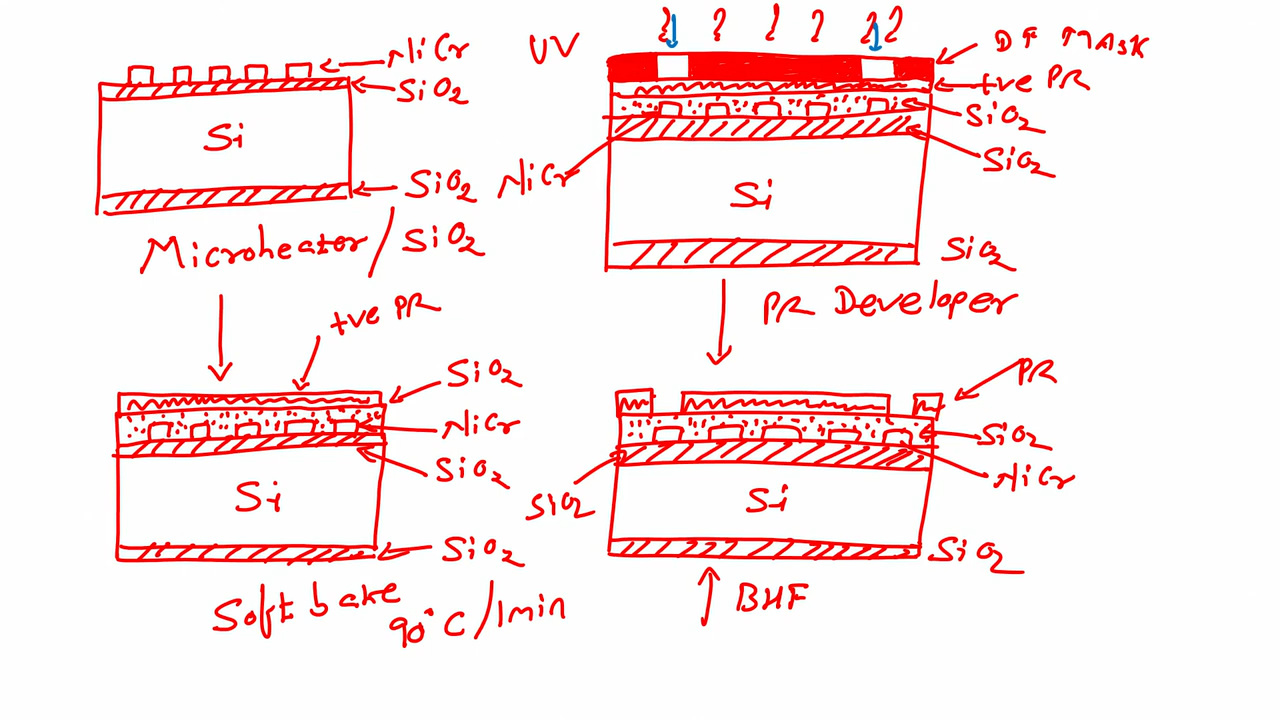 NiCr
SiO2
Si
SiO2
Microheater / SiO2
+ve PR
SiO2
NiCr
SiO2
Si
SiO2
Soft bake 90°C / 1min
UV
DF MASK
+ve PR
SiO2
SiO2
NiCr
Si
SiO2
PR Developer
PR
SiO2
NiCr
SiO2
Si
SiO2
BHF